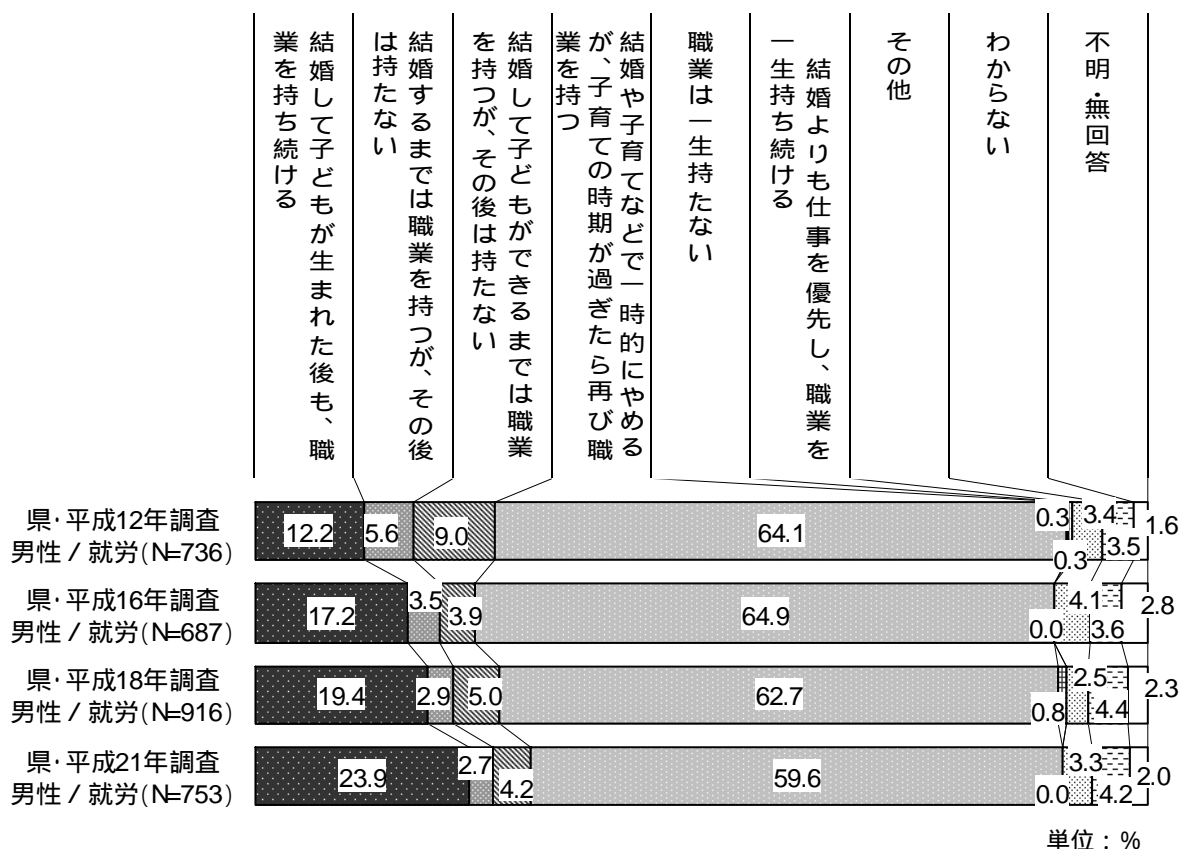 結婚して子どもが生まれた後も、職
業を持ち続ける
結婚するまでは職業を持つが、その後
は持たない
結婚して子どもができるまでは職業
を持つが、その後は持たない
結婚や子育てなどで一時的にやめる
が、子育ての時期が過ぎたら再び職
業を持つ
職業は一生持たない
結婚よりも仕事を優先し、職業を
一生持ち続ける
その他
わからない
不明・無回答
県・平成12年調査
男性/就労(N=736)
12.2 5.6 9.0 64.1 0.3 0.3 3.4 3.5 1.6
県・平成16年調査
男性/就労(N=687)
17.2 3.5 3.9 64.9 0.0 4.1 3.6 2.8
県・平成18年調査
男性/就労(N=916)
19.4 2.9 5.0 62.7 0.8 2.5 4.4 2.3
県・平成21年調査
男性/就労(N=753)
23.9 2.7 4.2 59.6 0.0 3.3 4.2 2.0
単位:%